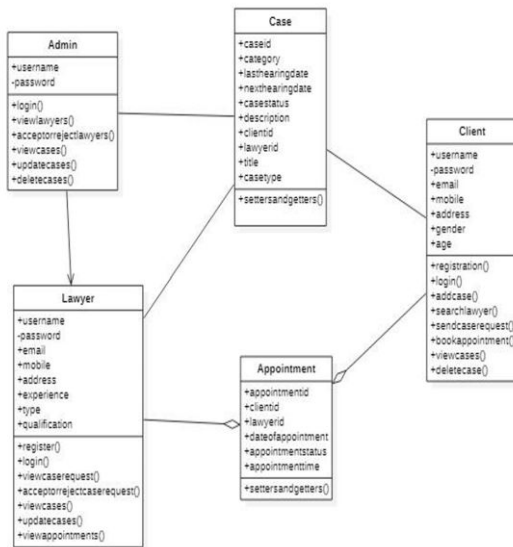 Admin
+username
-password
+login()
+viewlawyers()
+acceptorrejectlawyers()
+viewcases()
+updatecases()
+deletecases()
Case
+caseid
+category
+lasthearingdate
+nexthearingdate
+casestatus
+description
+clientid
+lawyerid
+title
+casetype
+settersandgetters()
Client
+username
-password
+email
+mobile
+address
+gender
+age
+registration()
+login()
+addcase()
+searchlawyer()
+sendcaserequest()
+bookappointment()
+viewcases()
+deletecase()
Lawyer
+username
-password
+email
+mobile
+address
+experience
+type
+qualification
+register()
+login()
+viewcaserequest()
+acceptorrejectcaserequest()
+viewcases()
+updatecases()
+viewappointments()
Appointment
+appointmentid
+clientid
+lawyerid
+dateofappointment
+appointmentstatus
+appointmenttime
+settersandgetters()